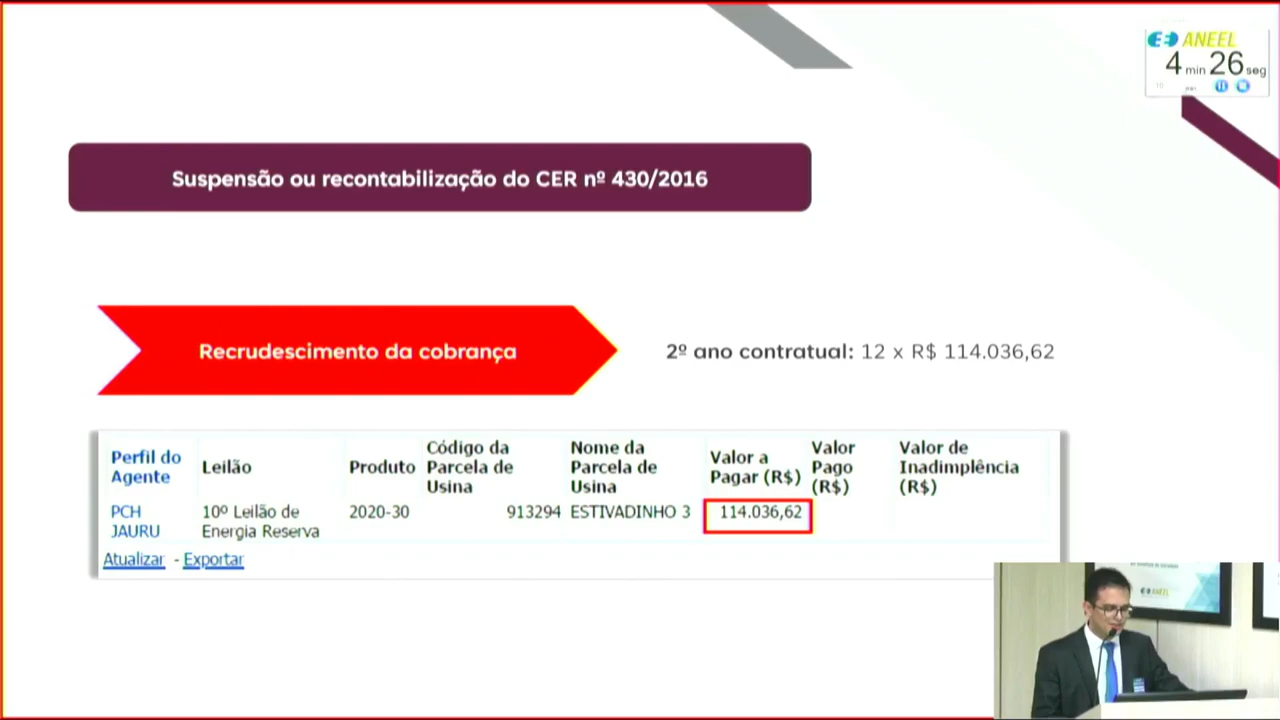 ANEEL
4 min 26 seg
Suspensão ou recontabilização do CER nº 430/2016
Recrudescimento da cobrança
2º ano contratual: 12 x R$ 114.036,62
Perfil do Agente Leilão Produto Código da Parcela de Usina Nome da Parcela de Usina Valor a Pagar (R$) Valor Pago (R$) Valor de Inadimplência (R$)
PCH JAURU 10º Leilão de Energia Reserva 2020-30 913294 ESTIVADINHO 3 114.036,62
Atualizar - Exportar
ANEEL